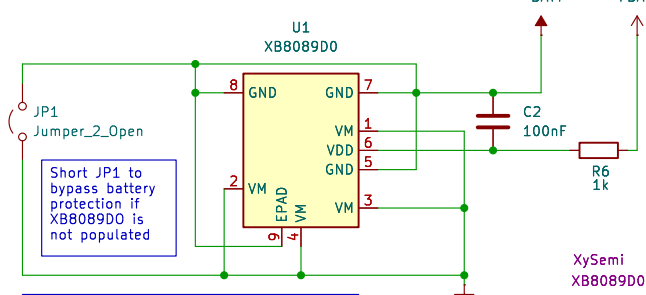 U1
XB8089D0
8
GND
GND
7
JP1
Jumper_2_Open
C2
100nF
VM
1
VDD
6
GND
5
Short JP1 to
bypass battery
protection if
XB8089DO is
not populated
2
VM
EPAD
VM
VM
3
9
4
R6
1k
XySemi
XB8089D0